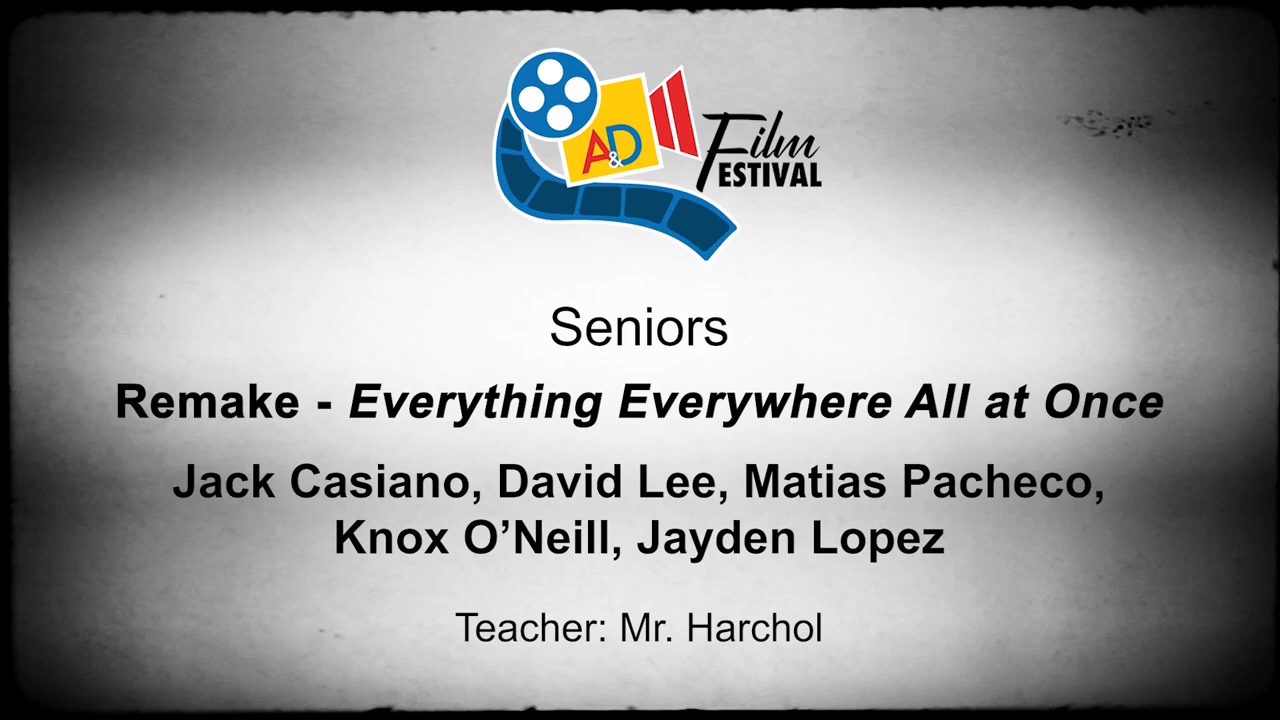 A&D
Film
FESTIVAL
Seniors
Remake - Everything Everywhere All at Once
Jack Casiano, David Lee, Matias Pacheco,
Knox O’Neill, Jayden Lopez
Teacher: Mr. Harchol